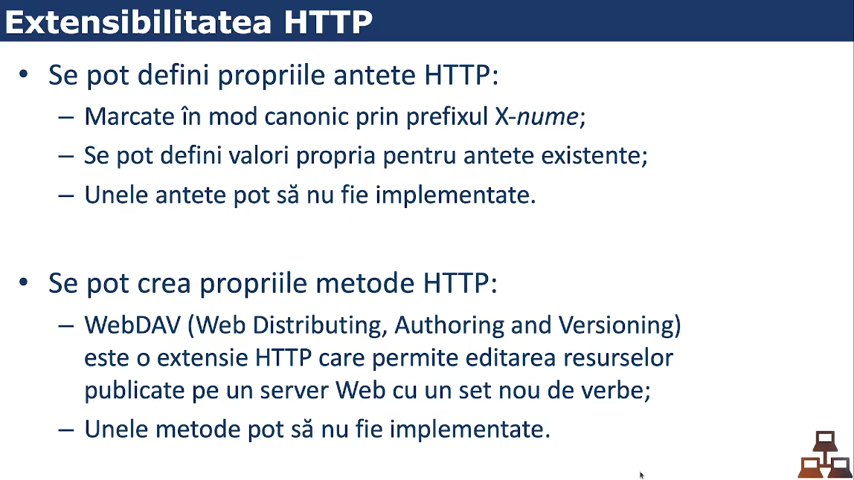 Extensibilitatea HTTP
• Se pot defini propriile antete HTTP:
– Marcate în mod canonic prin prefixul X-nume;
– Se pot defini valori propria pentru antete existente;
– Unele antete pot să nu fie implementate.
• Se pot crea propriile metode HTTP:
– WebDAV (Web Distributing, Authoring and Versioning)
este o extensie HTTP care permite editarea resurselor
publicate pe un server Web cu un set nou de verbe;
– Unele metode pot să nu fie implementate.